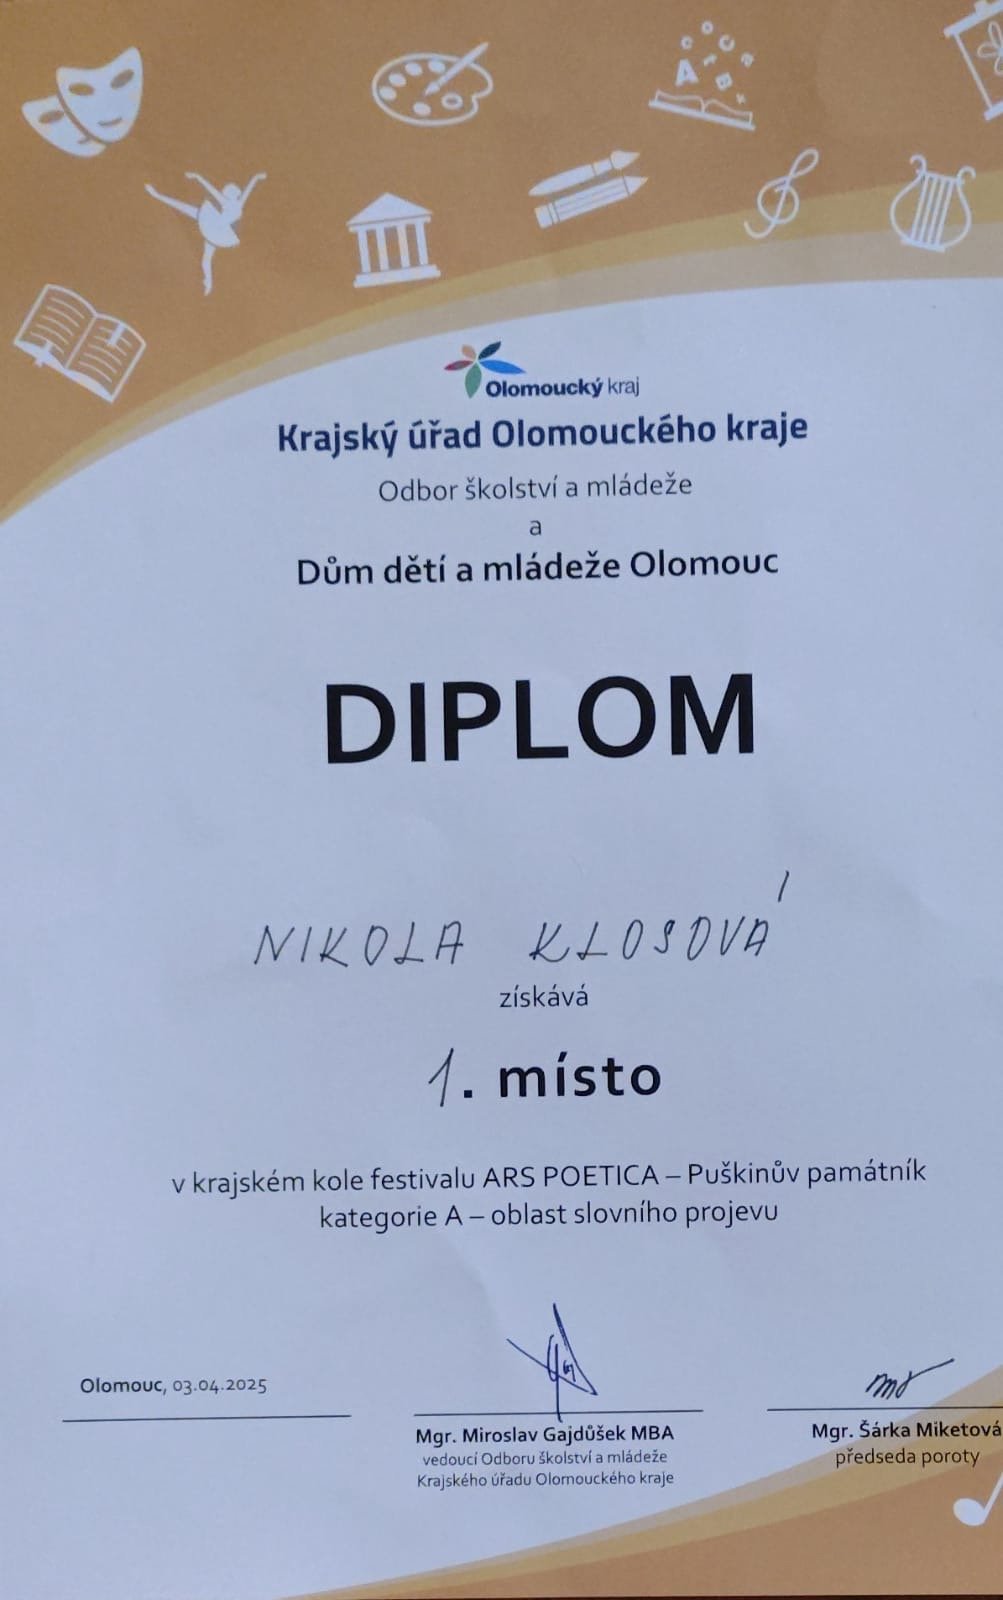 Olomoucký kraj
Krajský úřad Olomouckého kraje
Odbor školství a mládeže
a
Dům dětí a mládeže Olomouc
DIPLOM
NIKOLA KLOSOVÁ
získává
1. místo
v krajském kole festivalu ARS POETICA – Puškinův památník
kategorie A – oblast slovního projevu
Olomouc, 03.04.2025
Mgr. Miroslav Gajdůšek MBA
vedoucí Odboru školství a mládeže
Krajského úřadu Olomouckého kraje
Mgr. Šárka Miketová
předseda poroty